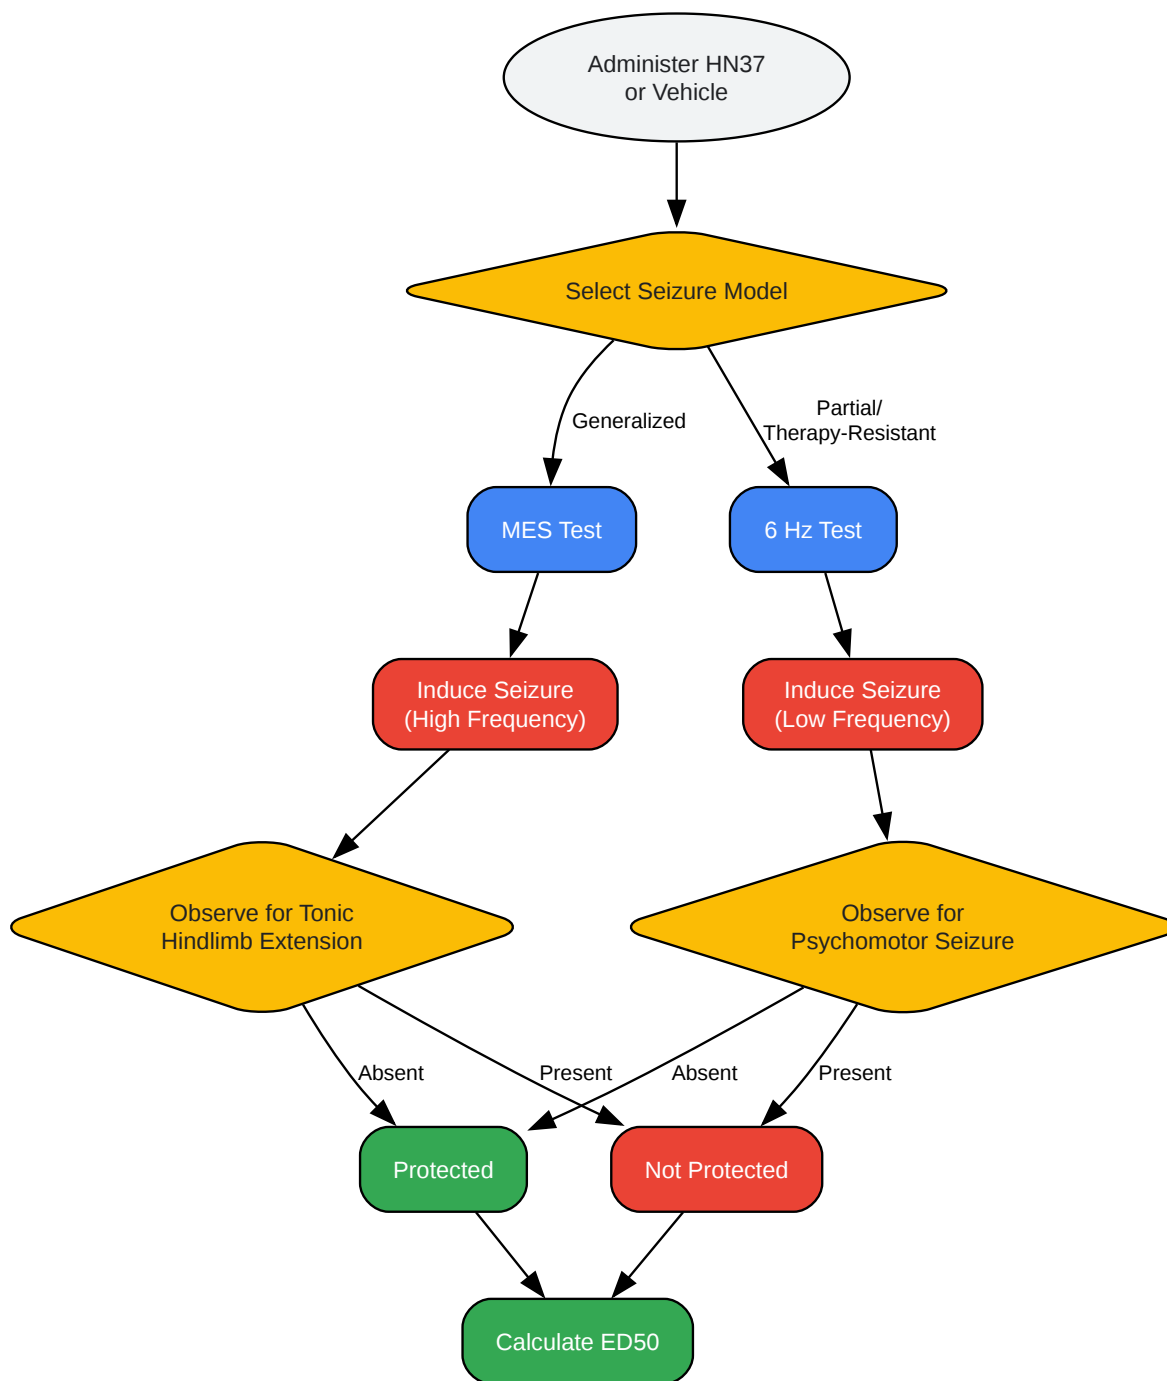 Administer HN37
or Vehicle
Select Seizure Model
Generalized
Partial/
Therapy-Resistant
MES Test
6 Hz Test
Induce Seizure
(High Frequency)
Induce Seizure
(Low Frequency)
Observe for Tonic
Hindlimb Extension
Observe for
Psychomotor Seizure
Absent
Present
Absent
Present
Protected
Not Protected
Calculate ED50